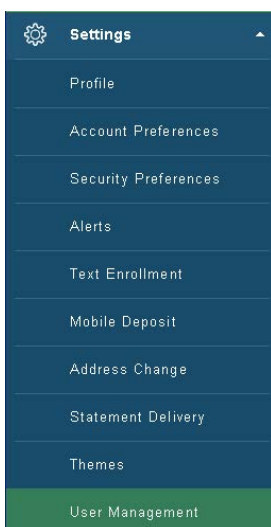 Settings
Profile
Account Preferences
Security Preferences
Alerts
Text Enrollment
Mobile Deposit
Address Change
Statement Delivery
Themes
User Management